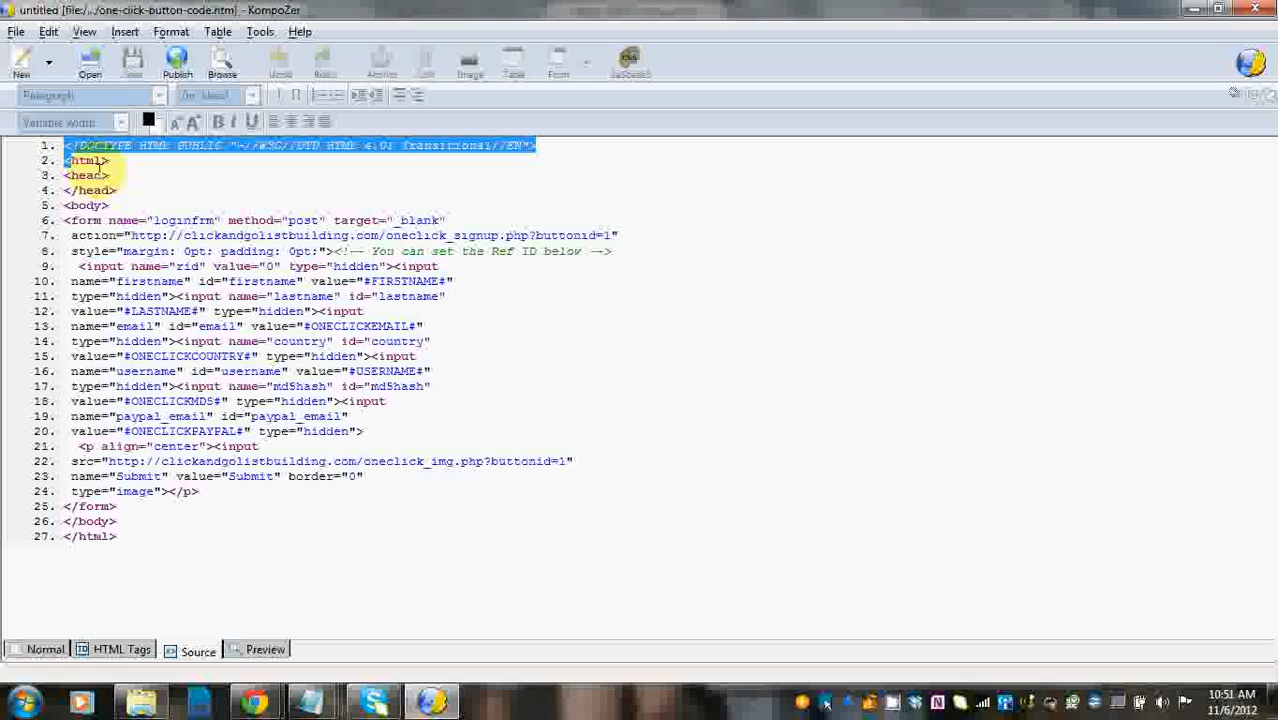 untitled [file:/.../one-click-button-code.htm] - KompoZer
File Edit View Insert Format Table Tools Help
New Open Publish Browse Image Table Form
Paragraph
Variable width B I U
1. <!DOCTYPE HTML PUBLIC "-//W3C//DTD HTML 4.01 Transitional//EN">
2. <html>
3. <head>
4. </head>
5. <body>
6. <form name="loginfrm" method="post" target="_blank"
7. action="http://clickandgolistbuilding.com/oneclick_signup.php?buttonid=1"
8. style="margin: 0pt; padding: 0pt;"><!-- You can set the Ref ID below -->
9. <input name="rid" value="0" type="hidden"><input
10. name="firstname" id="firstname" value="#FIRSTNAME#"
11. type="hidden"><input name="lastname" id="lastname"
12. value="#LASTNAME#" type="hidden"><input
13. name="email" id="email" value="#ONECLICKEMAIL#"
14. type="hidden"><input name="country" id="country"
15. value="#ONECLICKCOUNTRY#" type="hidden"><input
16. name="username" id="username" value="#USERNAME#"
17. type="hidden"><input name="md5hash" id="md5hash"
18. value="#ONECLICKMD5#" type="hidden"><input
19. name="paypal_email" id="paypal_email"
20. value="#ONECLICKPAYPAL#" type="hidden">
21. <p align="center"><input
22. src="http://clickandgolistbuilding.com/oneclick_img.php?buttonid=1"
23. name="Submit" value="Submit" border="0"
24. type="image"></p>
25. </form>
26. </body>
27. </html>
Normal HTML Tags Source Preview
10:51 AM
11/6/2012